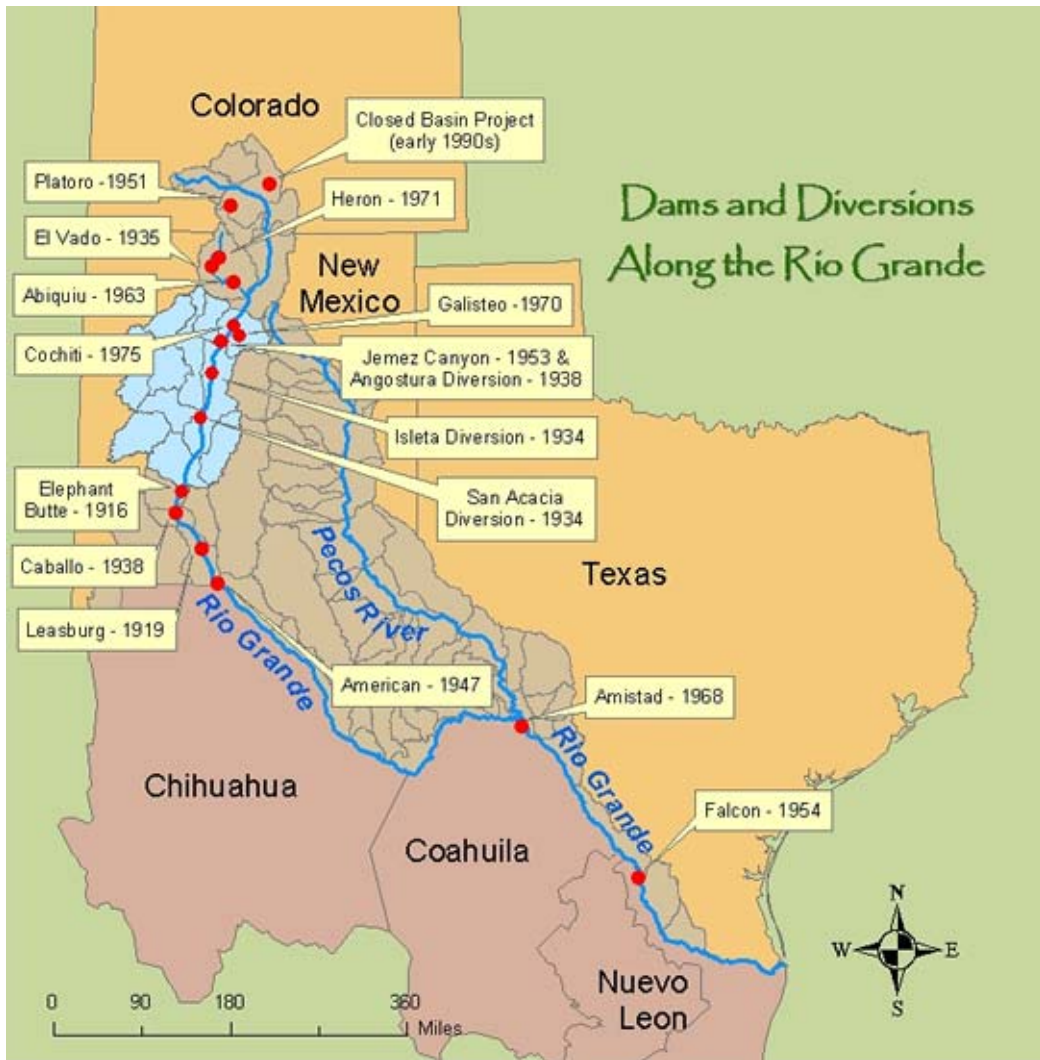 Colorado
Closed Basin Project
(early 1990s)
Platoro - 1951
Heron - 1971
Dams and Diversions
Along the Río Grande
El Vado - 1935
New
Mexico
Abiquiu - 1963
Galisteo - 1970
Cochiti - 1975
Jemez Canyon - 1953 &
Angostura Diversion - 1938
Isleta Diversion - 1934
Elephant
Butte - 1916
San Acacia
Diversion - 1934
Caballo - 1938
Pecos River
Texas
Leasburg - 1919
Río Grande
American - 1947
Amistad - 1968
Chihuahua
Río Grande
Falcon - 1954
Coahuila
N
W
E
S
Nuevo
Leon
0 90 180 360
Miles